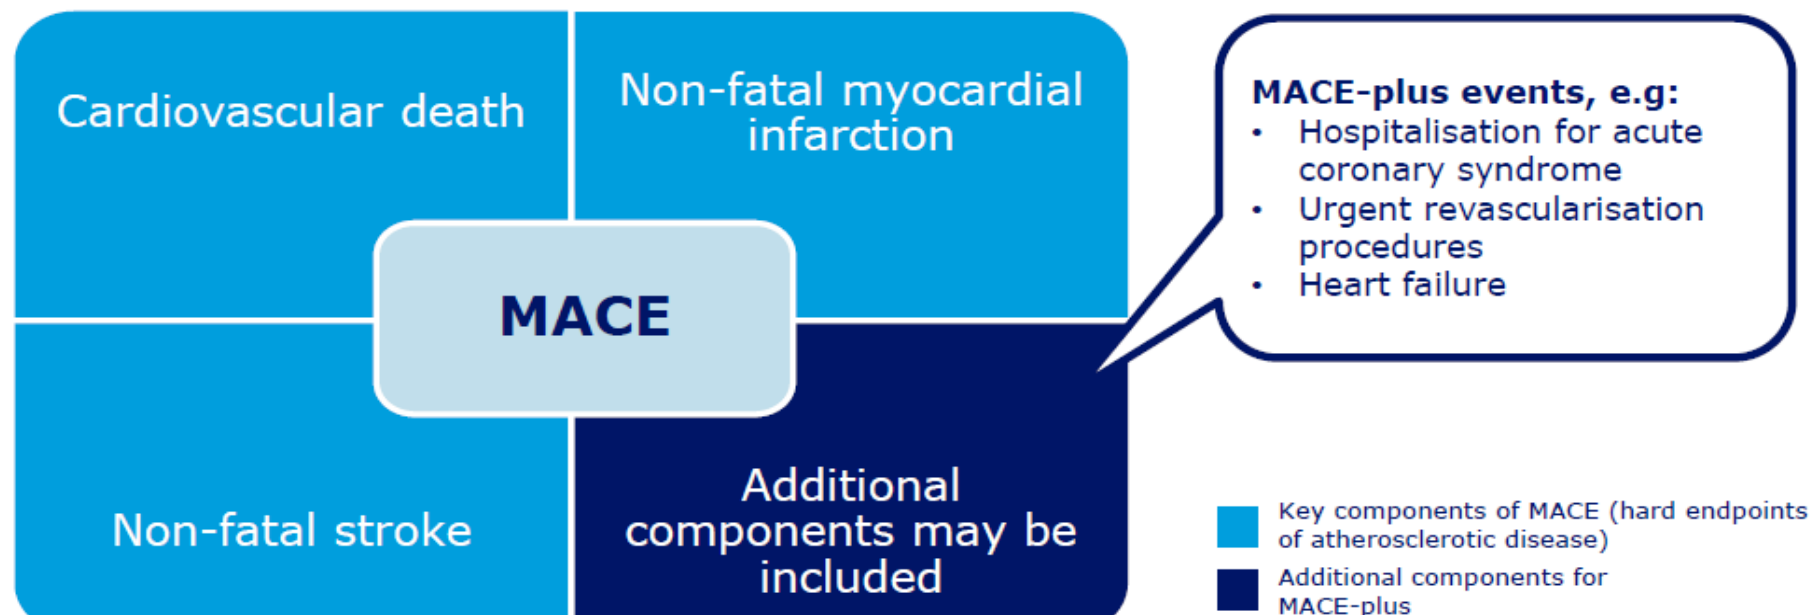 Cardiovascular death
Non-fatal myocardial
infarction
MACE
Non-fatal stroke
Additional
components may be
included
MACE-plus events, e.g:
• Hospitalisation for acute
coronary syndrome
• Urgent revascularisation
procedures
• Heart failure
Key components of MACE (hard endpoints
of atherosclerotic disease)
Additional components for
MACE-plus